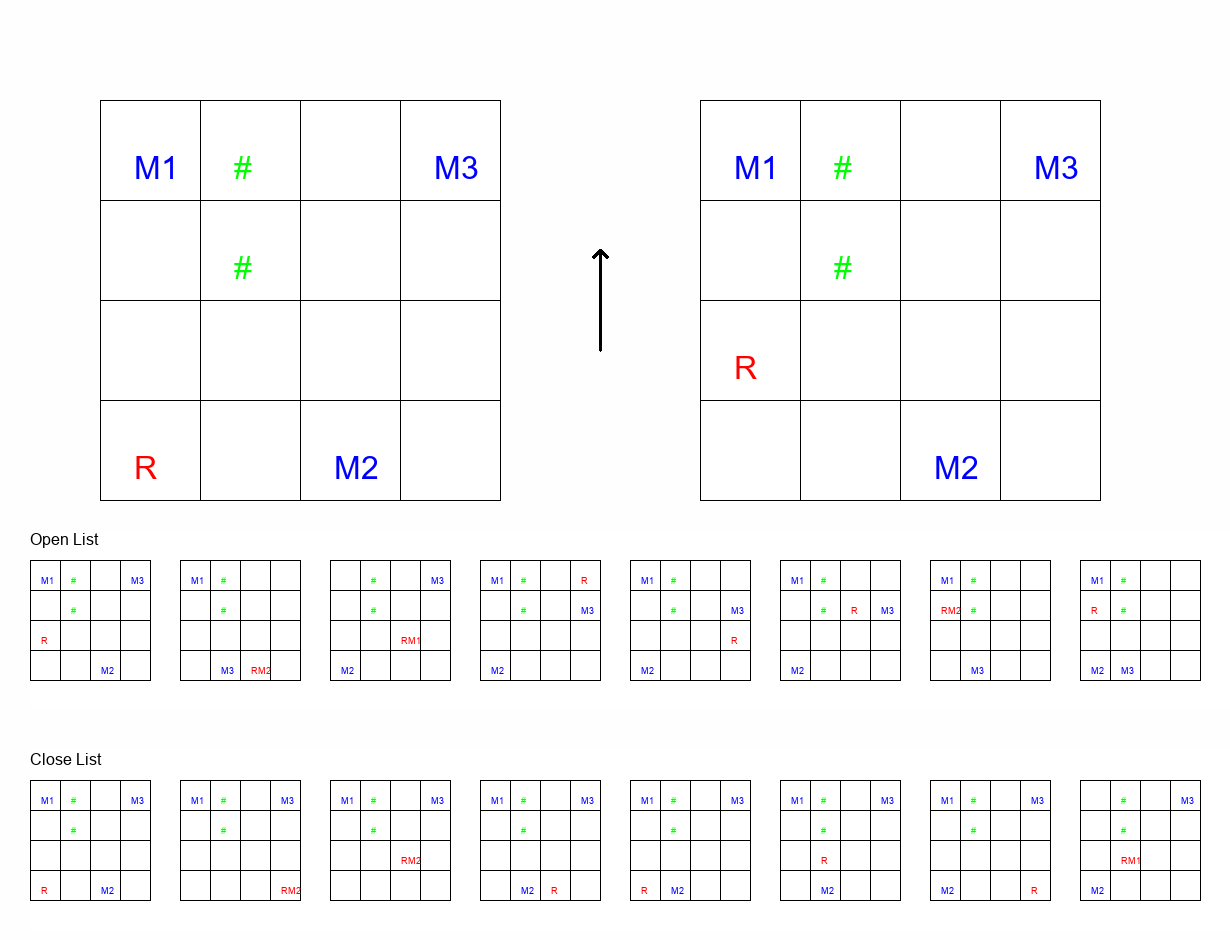 M1 # M3 M1 # M3
# #
R
R M2 M2
Open List
M1 # M3 M1 # # M3 M1 # R M1 # M1 # M1 # M1 #
# # # # M3 # M3 # R M3 RM2 # R #
R RM1 R
M2 M3 RM2 M2 M2 M2 M2 M3 M2 M3
Close List
M1 # M3 M1 # M3 M1 # M3 M1 # M3 M1 # M3 M1 # M3 M1 # M3 # M3
# # # # # # # #
RM2 R RM1
R M2 RM2 M2 R R M2 M2 M2 R M2